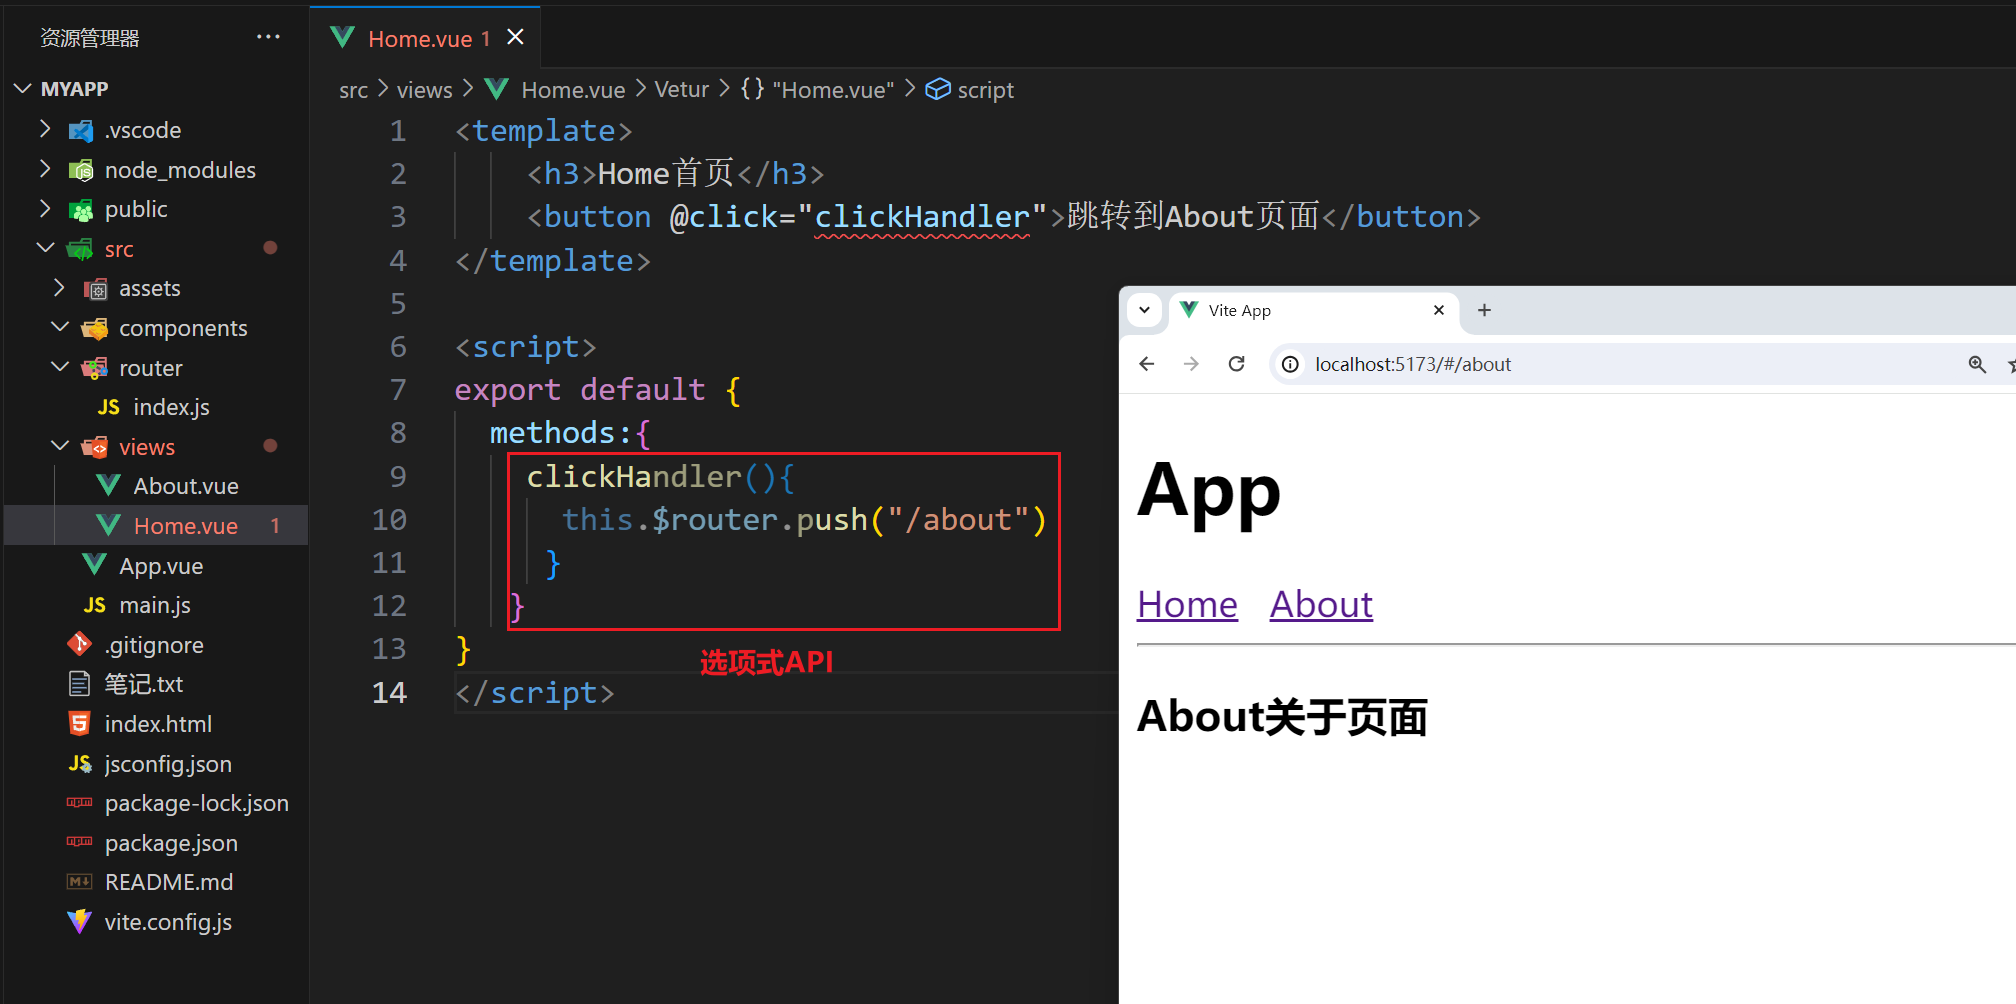 资源管理器
···
MYAPP
.vscode
node_modules
public
src
assets
components
router
JS index.js
views
About.vue
Home.vue 1
App.vue
JS main.js
.gitignore
笔记.txt
index.html
JS jsconfig.json
package-lock.json
package.json
README.md
vite.config.js
Home.vue 1
src > views > Home.vue > Vetur > {} "Home.vue" > script
1 <template>
2 <h3>Home首页</h3>
3 <button @click="clickHandler">跳转到About页面</button>
4 </template>
5
6 <script>
7 export default {
8 methods:{
9 clickHandler(){
10 this.$router.push("/about")
11 }
12 }
13 }
14 </script>
选项式API
Vite App
localhost:5173/#/about
App
Home About
About关于页面